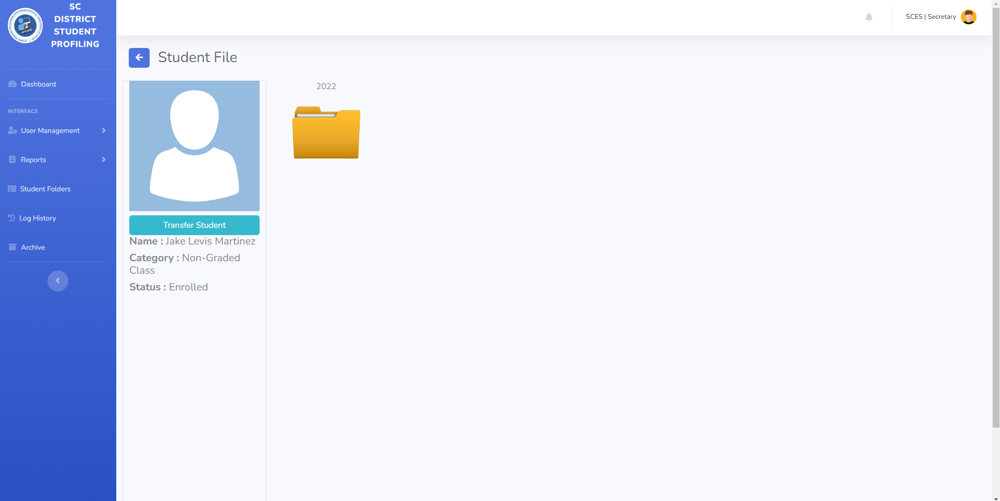 SC
DISTRICT
STUDENT
PROFILING
SPLWD
SCES | Secretary
Student File
Dashboard
INTERFACE
User Management
Reports
Student Folders
Log History
Archive
2022
Transfer Student
Name : Jake Levis Martinez
Category : Non-Graded
Class
Status : Enrolled